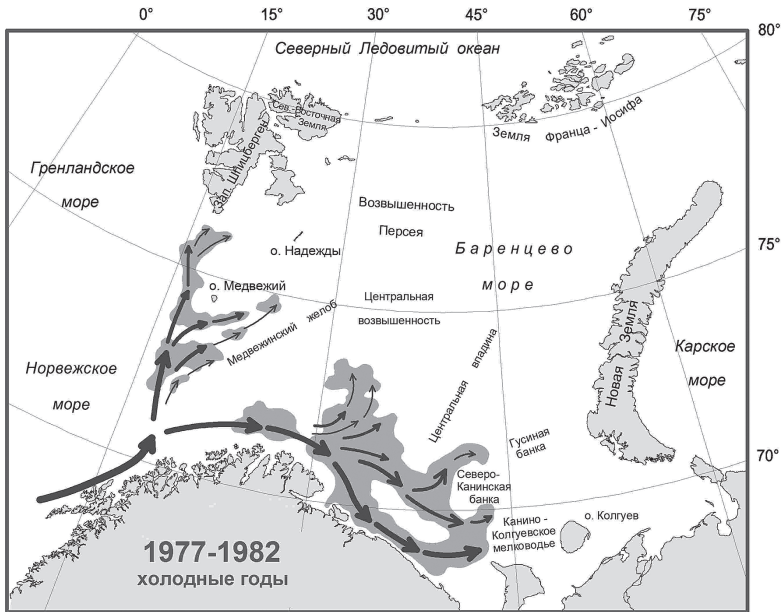 0° 15° 30° 45° 60° 75°
80°
Северный Ледовитый океан
Сев.-Восточная
Земля
Земля Франца - Иосифа
Зап. Шпицберген
Гренландское
море
Возвышенность
Персея
75°
о. Надежды
Баренцево
море
о. Медвежий
Центральная
возвышенность
Медвежинский желоб
Новая Земля
Карское
море
Норвежское
море
Центральная впадина
Гусиная
банка
70°
Северо-
Канинская
банка
о. Колгуев
Канино-
Колгуевское
мелководье
1977-1982
холодные годы